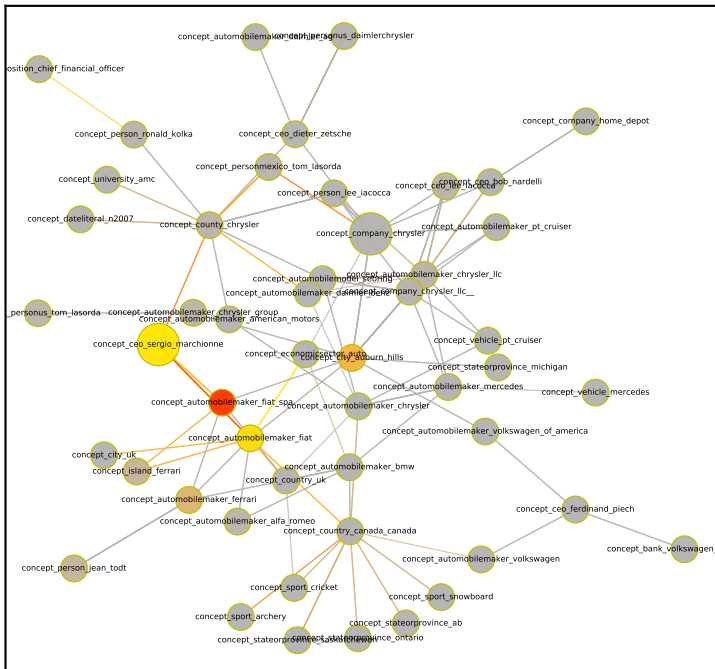 concept_automobilemaker_daimler_ag
concept_personus_daimlerchrysler
osition_chief_financial_officer
concept_company_home_depot
concept_person_ronald_kolka
concept_ceo_dieter_zetsche
concept_personmexico_tom_lasorda
concept_university_amc
concept_person_lee_iacocca
concept_ceo_lee_iacocca
concept_ceo_bob_nardelli
concept_dateliteral_n2007
concept_county_chrysler
concept_company_chrysler
concept_automobilemaker_pt_cruiser
concept_automobilemodel_sebring
concept_automobilemaker_chrysler_llc
concept_automobilemaker_daimler_benz
concept_company_chrysler_llc__
_personus_tom_lasorda
concept_automobilemaker_chrysler_group
concept_automobilemaker_american_motors
concept_ceo_sergio_marchionne
concept_economicsector_auto
concept_city_auburn_hills
concept_vehicle_pt_cruiser
concept_stateorprovince_michigan
concept_automobilemaker_mercedes
concept_vehicle_mercedes
concept_automobilemaker_fiat_spa
concept_automobilemaker_chrysler
concept_automobilemaker_fiat
concept_automobilemaker_volkswagen_of_america
concept_city_uk
concept_island_ferrari
concept_country_uk
concept_automobilemaker_bmw
concept_automobilemaker_ferrari
concept_automobilemaker_alfa_romeo
concept_country_canada_canada
concept_ceo_ferdinand_piech
concept_bank_volkswagen_
concept_automobilemaker_volkswagen
concept_person_jean_todt
concept_sport_cricket
concept_sport_snowboard
concept_sport_archery
concept_stateorprovince_ab
concept_stateorprovince_saskatchewan
concept_stateorprovince_ontario